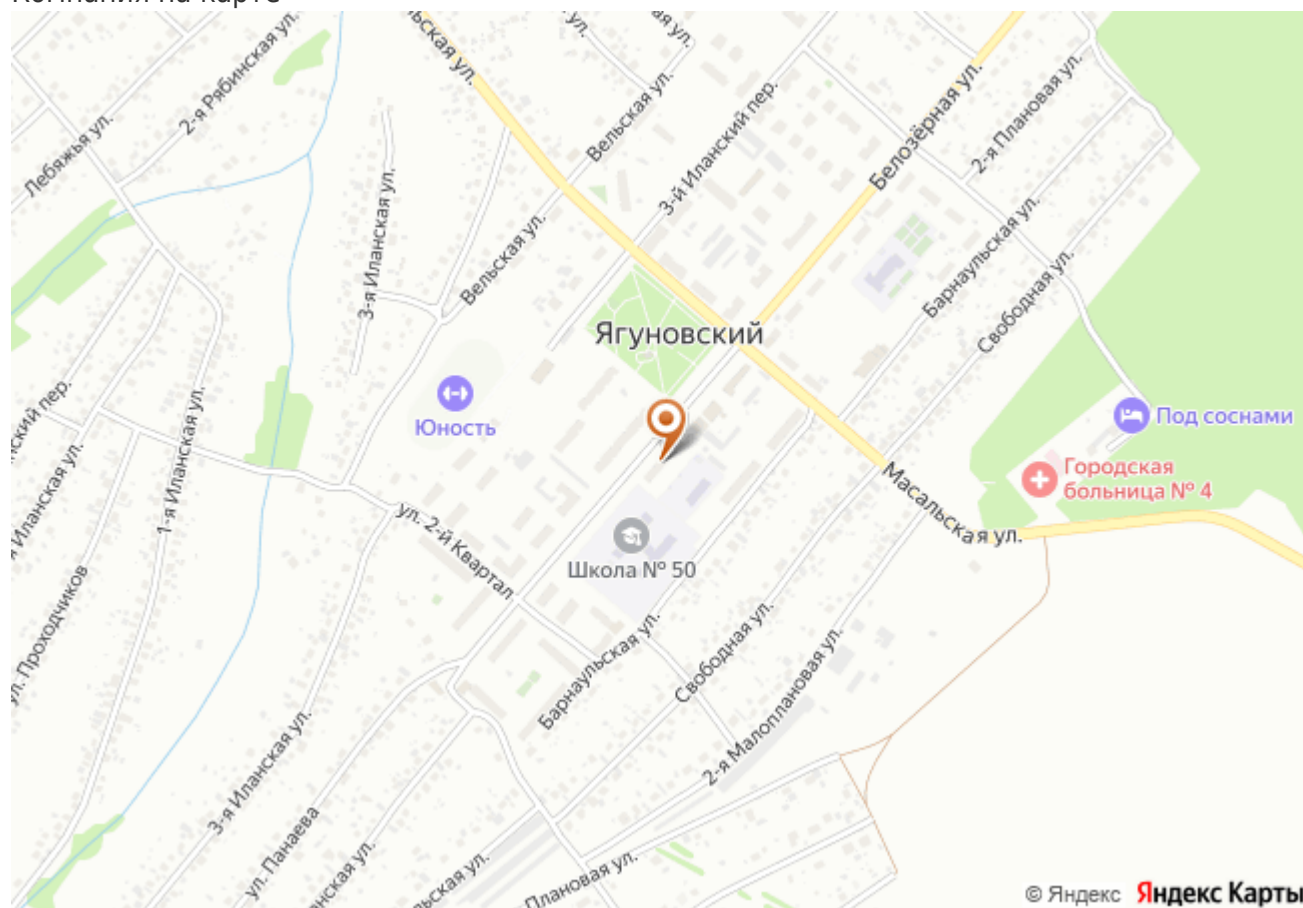 Компания на карте
2-я Рябинская ул.
Лебяжья ул.
Вельская ул.
3-й Иланский пер.
Белозёрная ул.
2-я Плановая ул.
3-я Иланская ул.
Вельская ул.
Барнаульская ул.
Свободная ул.
Ягуновский
Юность
Под соснами
Городская
больница № 4
1-я Иланская ул.
Масальская ул.
ул. 2-й Квартал
Школа № 50
ул. Проходчиков
Барнаульская ул.
Свободная ул.
2-я Малоплановая ул.
3-я Иланская ул.
ул. Панаева
Плановая ул.
© Яндекс Яндекс Карты